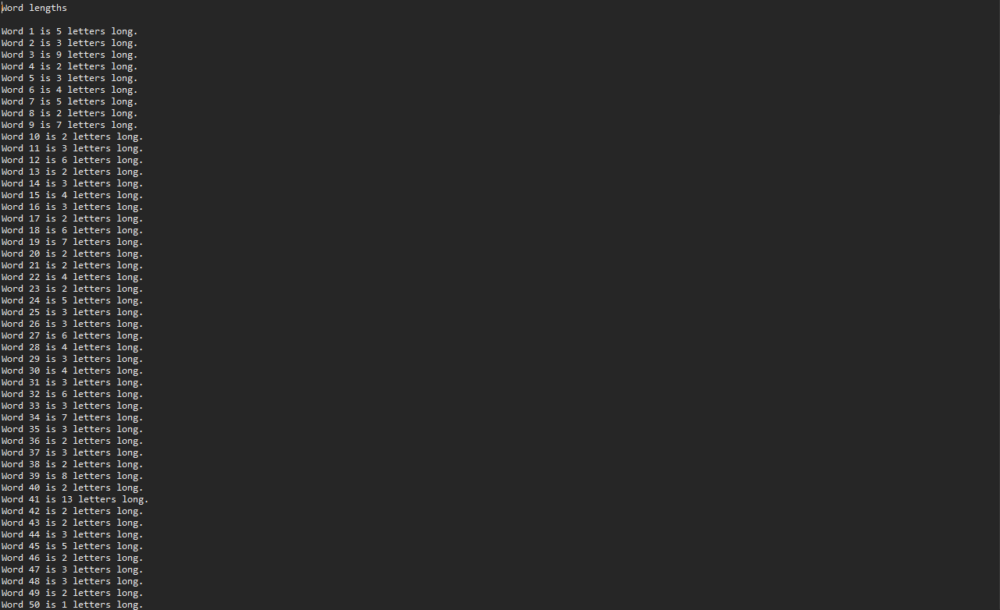 Word lengths
Word 1 is 5 letters long.
Word 2 is 3 letters long.
Word 3 is 9 letters long.
Word 4 is 2 letters long.
Word 5 is 3 letters long.
Word 6 is 4 letters long.
Word 7 is 5 letters long.
Word 8 is 2 letters long.
Word 9 is 7 letters long.
Word 10 is 2 letters long.
Word 11 is 3 letters long.
Word 12 is 6 letters long.
Word 13 is 2 letters long.
Word 14 is 3 letters long.
Word 15 is 4 letters long.
Word 16 is 3 letters long.
Word 17 is 2 letters long.
Word 18 is 6 letters long.
Word 19 is 7 letters long.
Word 20 is 2 letters long.
Word 21 is 2 letters long.
Word 22 is 4 letters long.
Word 23 is 2 letters long.
Word 24 is 5 letters long.
Word 25 is 3 letters long.
Word 26 is 3 letters long.
Word 27 is 6 letters long.
Word 28 is 4 letters long.
Word 29 is 3 letters long.
Word 30 is 4 letters long.
Word 31 is 3 letters long.
Word 32 is 6 letters long.
Word 33 is 3 letters long.
Word 34 is 7 letters long.
Word 35 is 3 letters long.
Word 36 is 2 letters long.
Word 37 is 3 letters long.
Word 38 is 2 letters long.
Word 39 is 8 letters long.
Word 40 is 2 letters long.
Word 41 is 13 letters long.
Word 42 is 2 letters long.
Word 43 is 2 letters long.
Word 44 is 3 letters long.
Word 45 is 5 letters long.
Word 46 is 2 letters long.
Word 47 is 3 letters long.
Word 48 is 3 letters long.
Word 49 is 2 letters long.
Word 50 is 1 letters long.